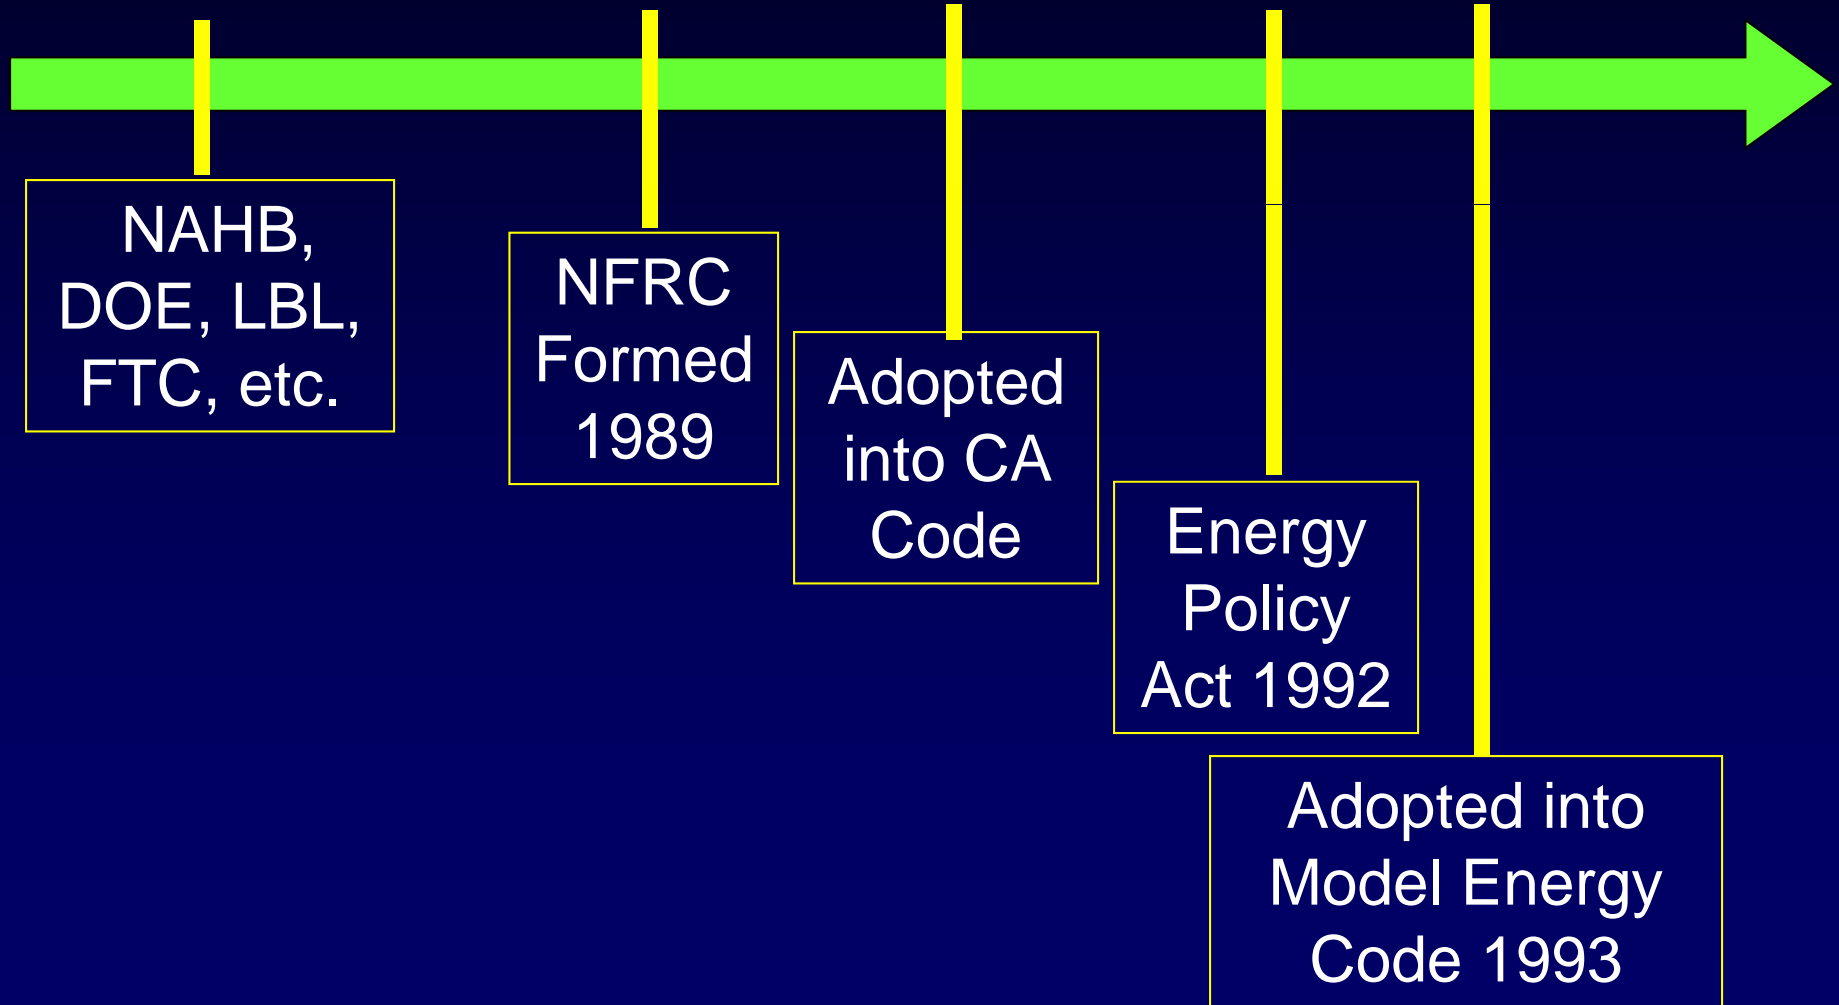 NAHB,
DOE, LBL,
FTC, etc.
NFRC
Formed
1989
Adopted
into CA
Code
Energy
Policy
Act 1992
Adopted into
Model Energy
Code 1993